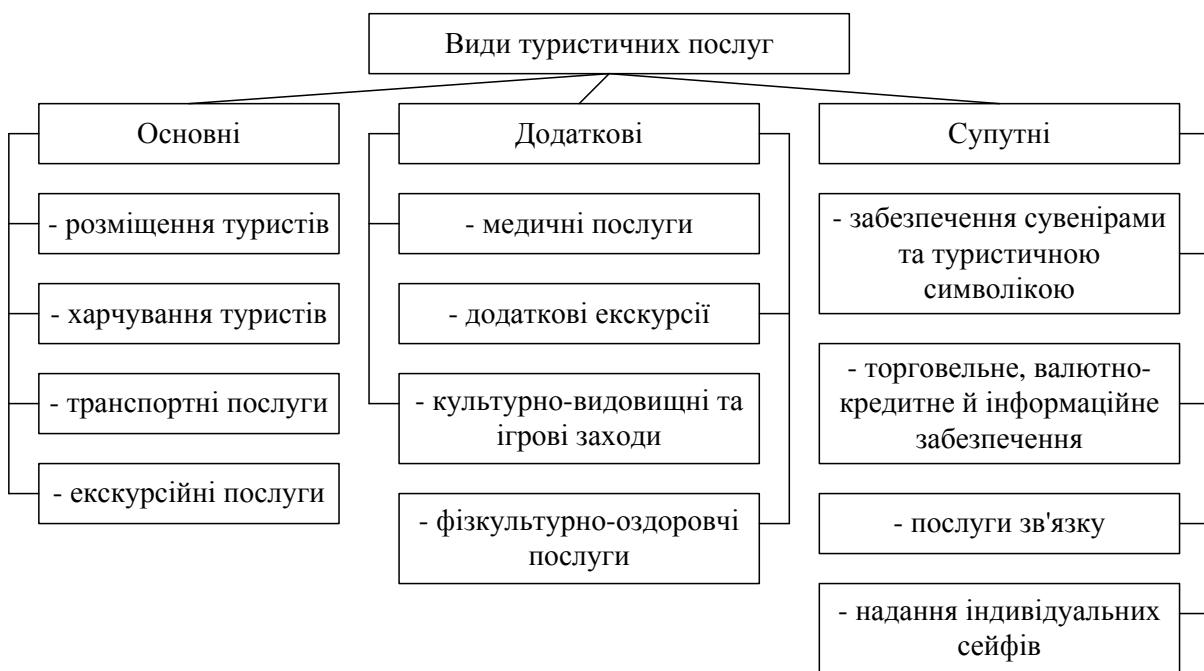 Види туристичних послуг
Основні
- розміщення туристів
- харчування туристів
- транспортні послуги
- екскурсійні послуги
Додаткові
- медичні послуги
- додаткові екскурсії
- культурно-видовищні та
ігрові заходи
- фізкультурно-оздоровчі
послуги
Супутні
- забезпечення сувенірами
та туристичною
символікою
- торговельне, валютно-
кредитне й інформаційне
забезпечення
- послуги зв'язку
- надання індивідуальних
сейфів